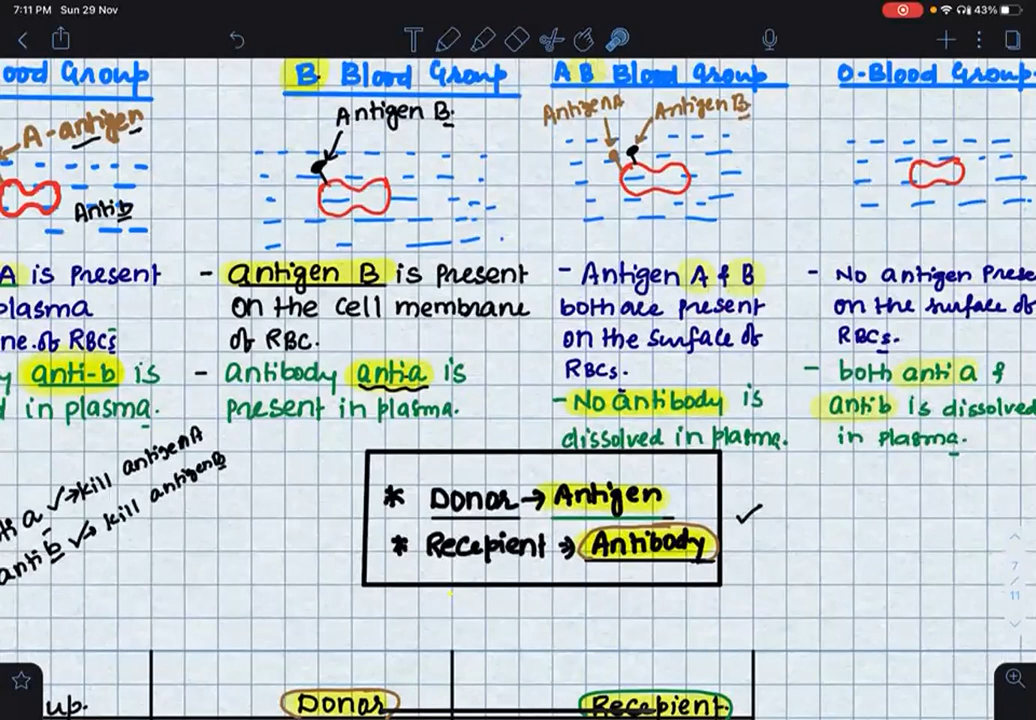 7:11 PM Sun 29 Nov
43%
ood Group
B Blood Group
AB Blood Group
O-Blood Group
A-antigen
Antigen B
Antigen A
Antigen B
Anti b
A is present
plasma
ne.of RBCs
anti-b is
in plasma.
- antigen B is present
on the cell membrane
of RBC.
- Antibody anti-a is
present in plasma.
- Antigen A & B
both are present
on the surface of
RBCs.
- No antibody is
dissolved in plasma.
- No antigen prese
on the surface of
RBCs.
- both anti a &
anti b is dissolved
in plasma.
a → kill antigen A
anti b → kill antigen B
* Donor → Antigen
* Recepient → Antibody
7
11
up.
Donor
Recepient